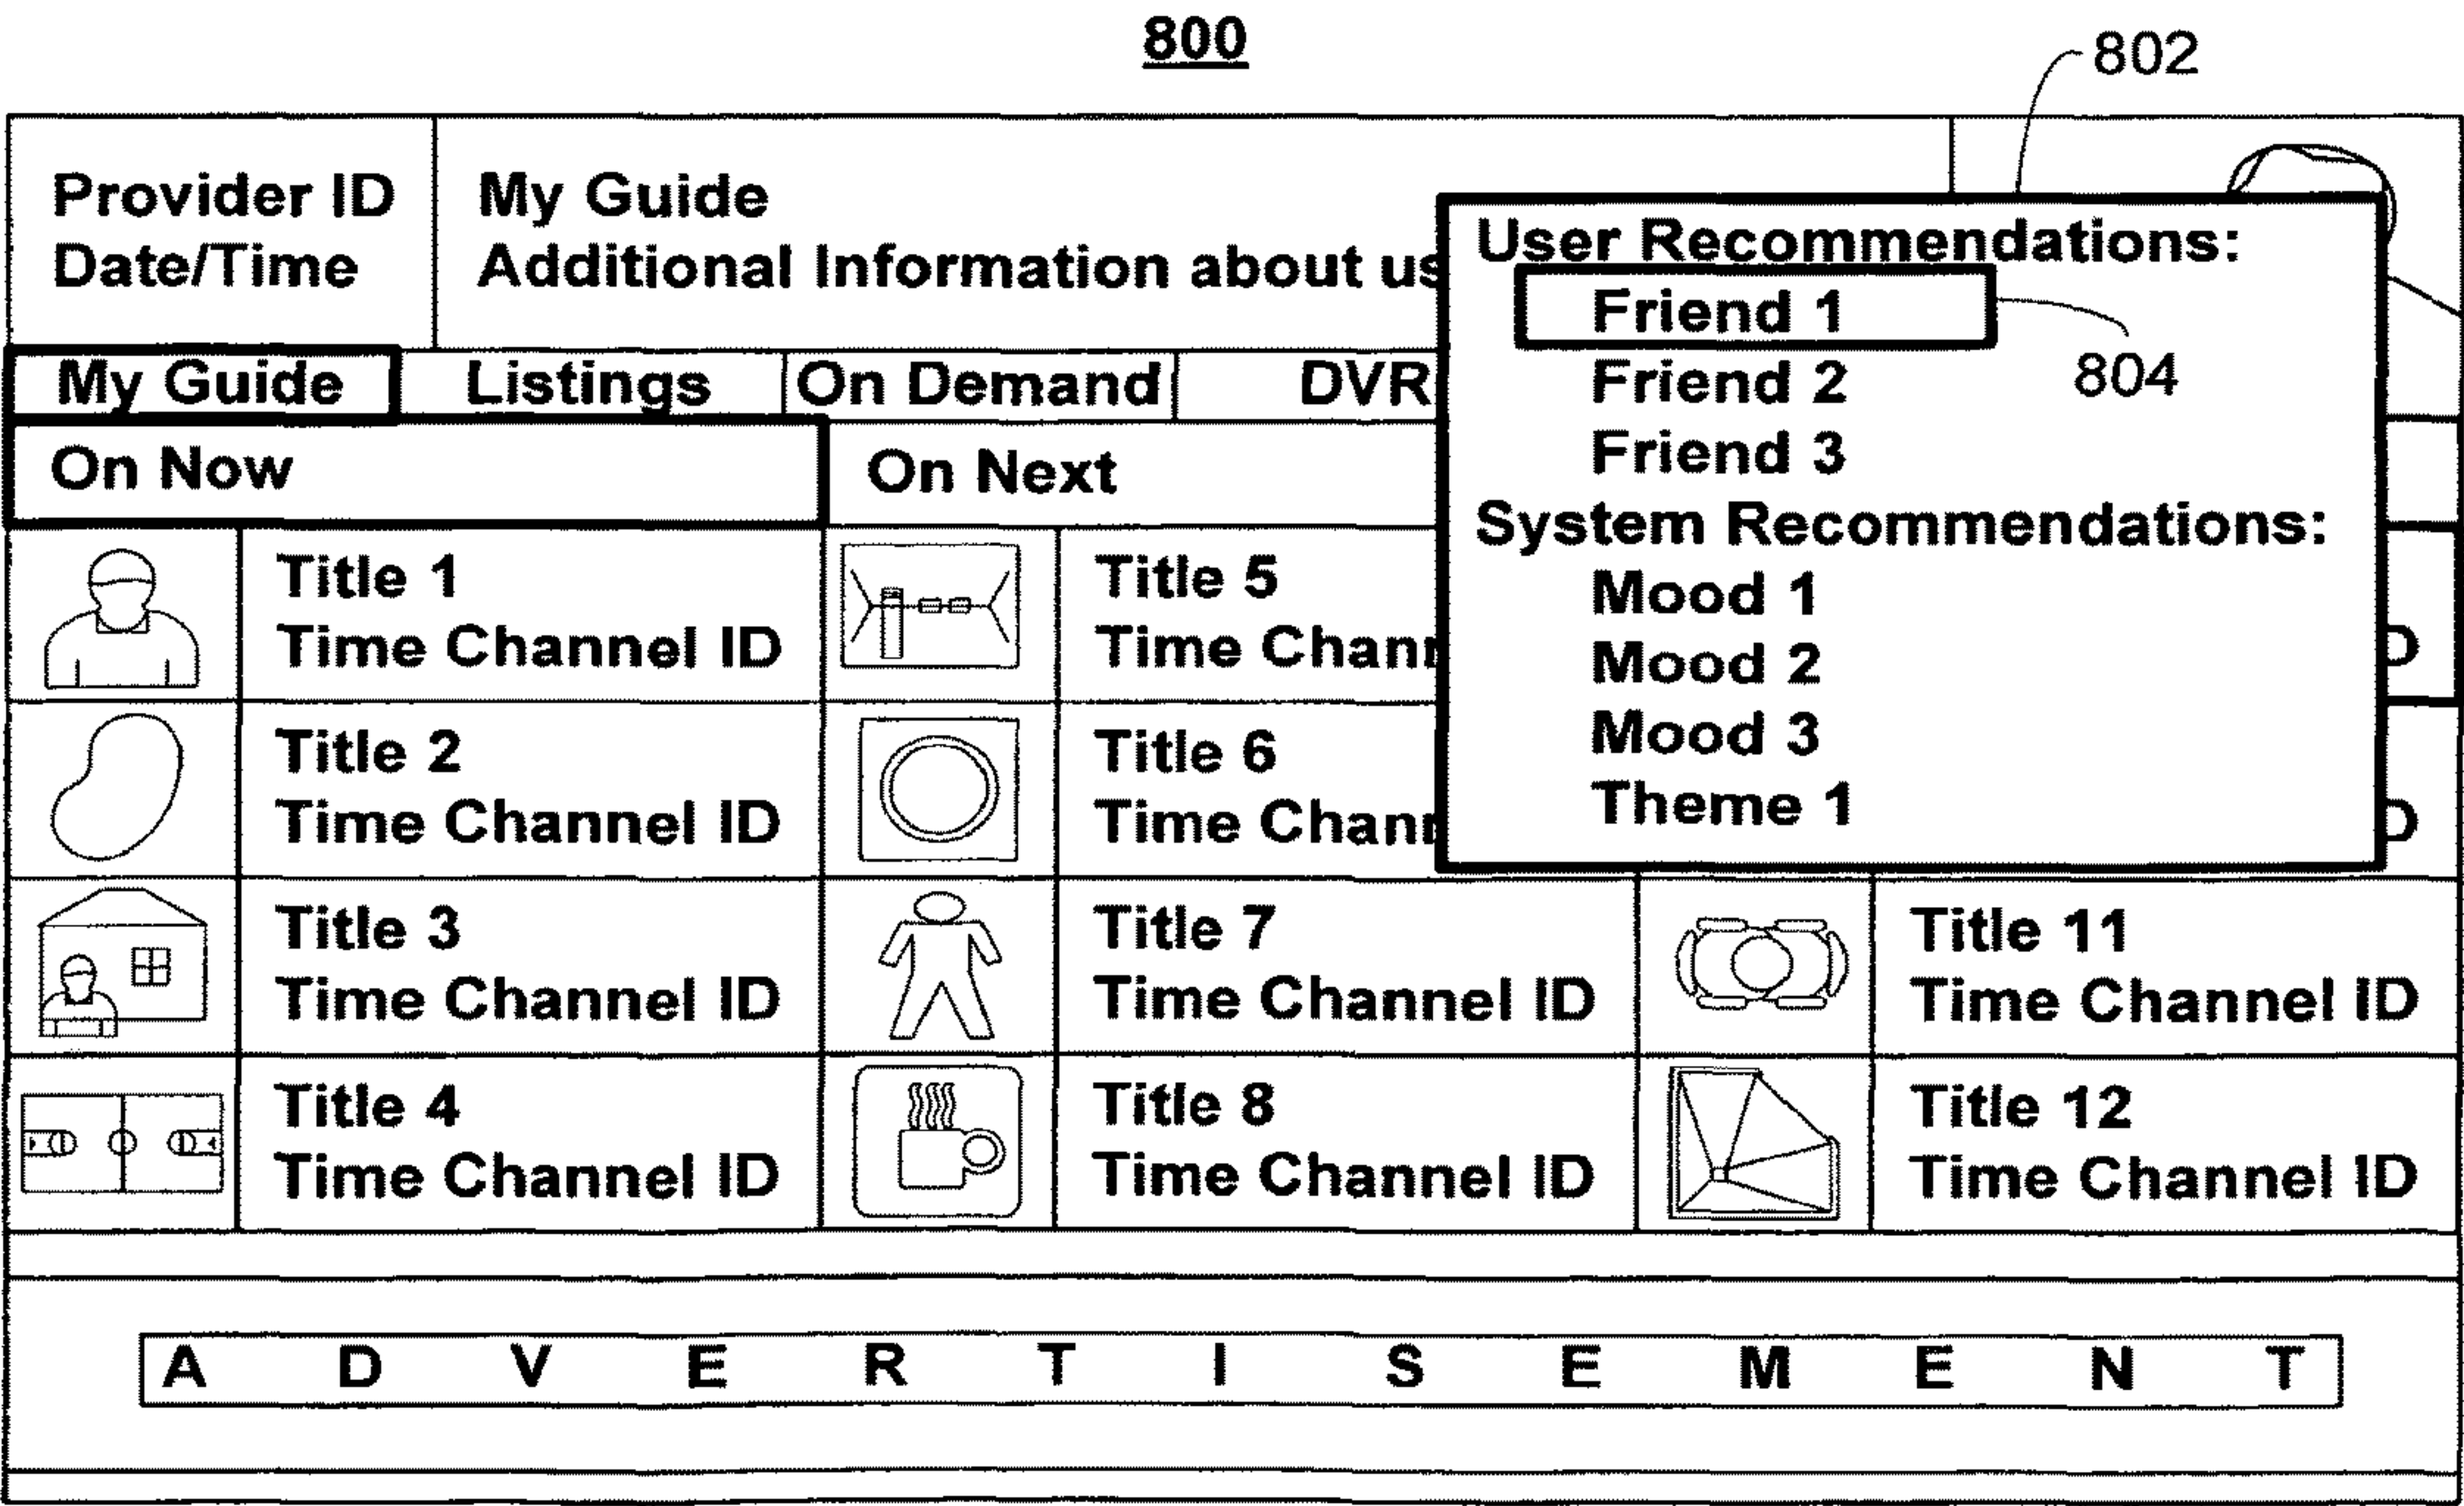 800
802
Provider ID
Date/Time
My Guide
Additional Information about us
User Recommendations:
Friend 1
804
Friend 2
Friend 3
System Recommendations:
Mood 1
Mood 2
Mood 3
Theme 1
My Guide
Listings
On Demand
DVR
On Now
On Next
Title 1
Time Channel ID
Title 5
Time Chann
D
Title 2
Time Channel ID
Title 6
Time Chann
D
Title 3
Time Channel ID
Title 7
Time Channel ID
Title 11
Time Channel ID
Title 4
Time Channel ID
Title 8
Time Channel ID
Title 12
Time Channel ID
A D V E R T I S E M E N T